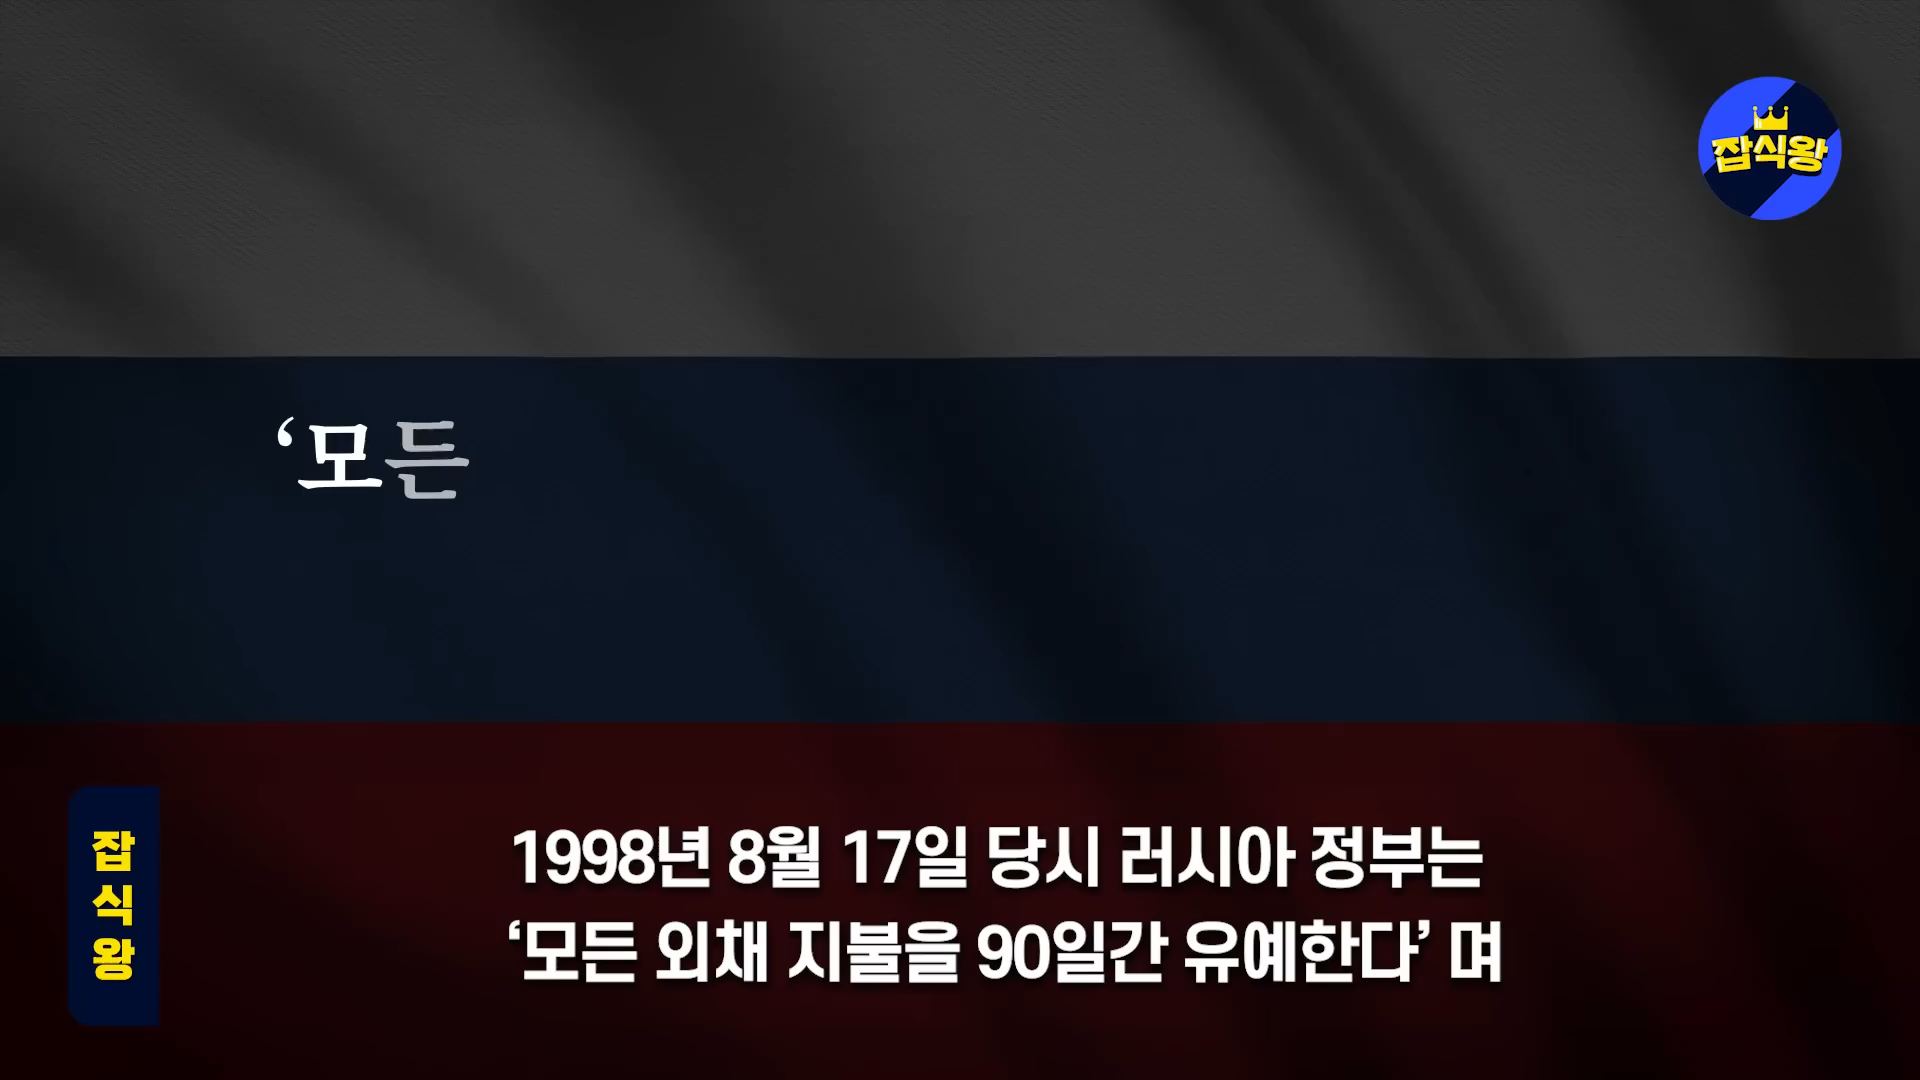 잡식왕
‘모든
잡식왕
1998년 8월 17일 당시 러시아 정부는
‘모든 외채 지불을 90일간 유예한다’ 며